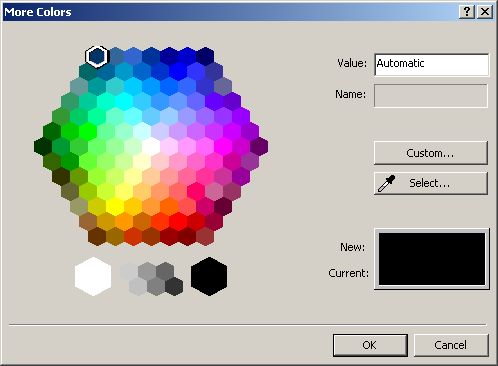 More Colors
Value: Automatic
Name:
Custom...
Select...
New:
Current:
OK Cancel